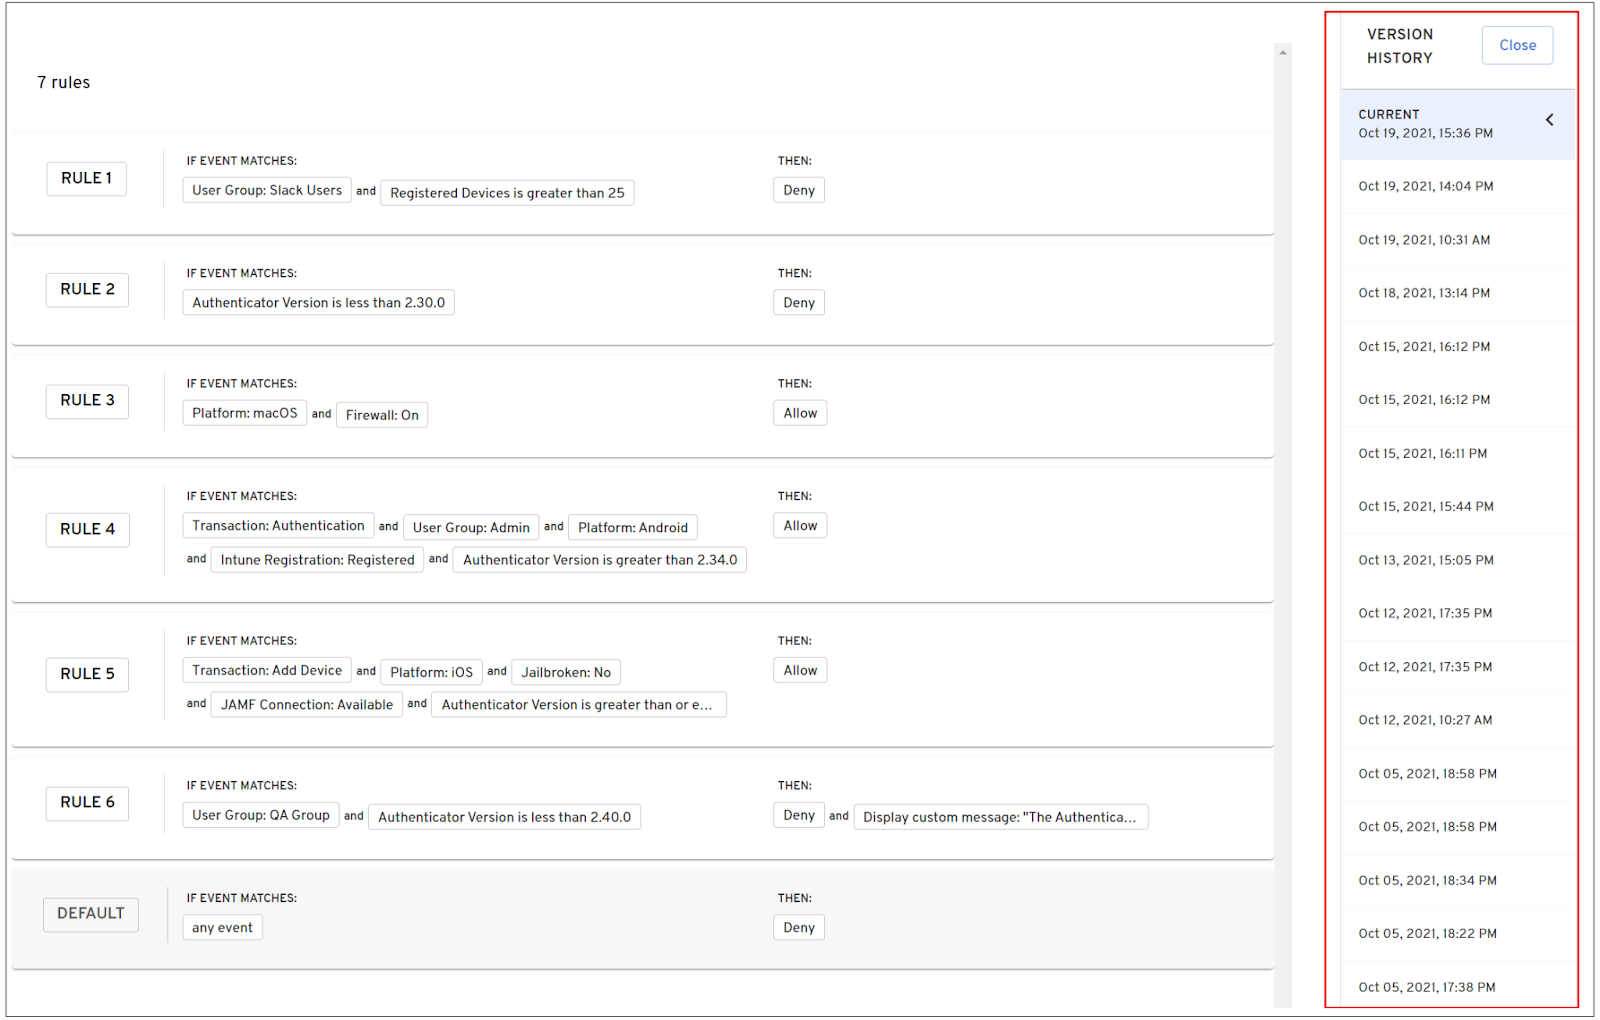 7 rules
RULE 1
IF EVENT MATCHES:
THEN:
User Group: Slack Users and Registered Devices is greater than 25
Deny
RULE 2
IF EVENT MATCHES:
THEN:
Authenticator Version is less than 2.30.0
Deny
RULE 3
IF EVENT MATCHES:
THEN:
Platform: macOS and Firewall: On
Allow
RULE 4
IF EVENT MATCHES:
THEN:
Transaction: Authentication and User Group: Admin and Platform: Android
Allow
and Intune Registration: Registered and Authenticator Version is greater than 2.34.0
RULE 5
IF EVENT MATCHES:
THEN:
Transaction: Add Device and Platform: iOS and Jailbroken: No
Allow
and JAMF Connection: Available and Authenticator Version is greater than or e...
RULE 6
IF EVENT MATCHES:
THEN:
User Group: QA Group and Authenticator Version is less than 2.40.0
Deny and Display custom message: "The Authentica...
DEFAULT
IF EVENT MATCHES:
THEN:
any event
Deny
VERSION
HISTORY
Close
CURRENT
Oct 19, 2021, 15:36 PM
Oct 19, 2021, 14:04 PM
Oct 19, 2021, 10:31 AM
Oct 18, 2021, 13:14 PM
Oct 15, 2021, 16:12 PM
Oct 15, 2021, 16:12 PM
Oct 15, 2021, 16:11 PM
Oct 15, 2021, 15:44 PM
Oct 13, 2021, 15:05 PM
Oct 12, 2021, 17:35 PM
Oct 12, 2021, 17:35 PM
Oct 12, 2021, 10:27 AM
Oct 05, 2021, 18:58 PM
Oct 05, 2021, 18:58 PM
Oct 05, 2021, 18:34 PM
Oct 05, 2021, 18:22 PM
Oct 05, 2021, 17:38 PM